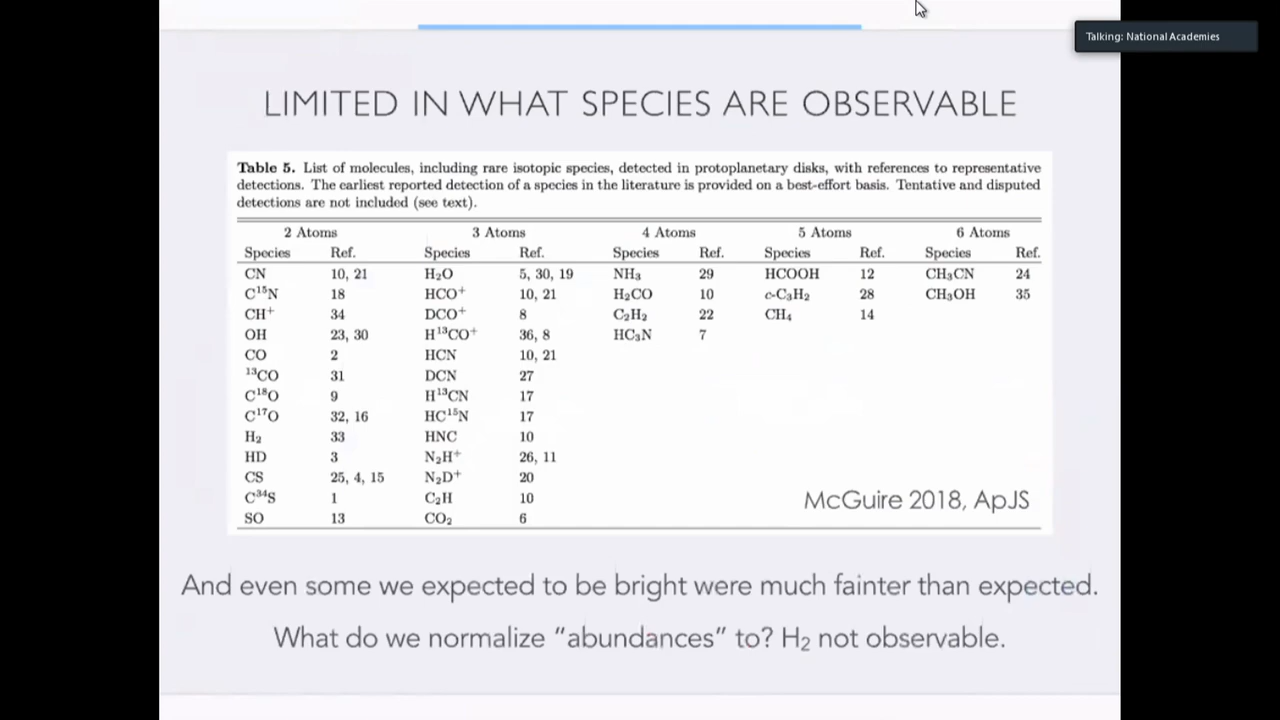 Talking: National Academies
LIMITED IN WHAT SPECIES ARE OBSERVABLE
Table 5. List of molecules, including rare isotopic species, detected in protoplanetary disks, with references to representative
detections. The earliest reported detection of a species in the literature is provided on a best-effort basis. Tentative and disputed
detections are not included (see text).
2 Atoms 3 Atoms 4 Atoms 5 Atoms 6 Atoms
Species Ref. Species Ref. Species Ref. Species Ref. Species Ref.
CN 10, 21 H₂O 5, 30, 19 NH₃ 29 HCOOH 12 CH₃CN 24
C¹⁵N 18 HCO⁺ 10, 21 H₂CO 10 c-C₃H₂ 28 CH₃OH 35
CH⁺ 34 DCO⁺ 8 C₂H₂ 22 CH₄ 14
OH 23, 30 H¹³CO⁺ 36, 8 HC₃N 7
CO 2 HCN 10, 21
¹³CO 31 DCN 27
C¹⁸O 9 H¹³CN 17
C¹⁷O 32, 16 HC¹⁵N 17
H₂ 33 HNC 10
HD 3 N₂H⁺ 26, 11
CS 25, 4, 15 N₂D⁺ 20
C³⁴S 1 C₂H 10
SO 13 CO₂ 6
McGuire 2018, ApJS
And even some we expected to be bright were much fainter than expected.
What do we normalize “abundances” to? H₂ not observable.